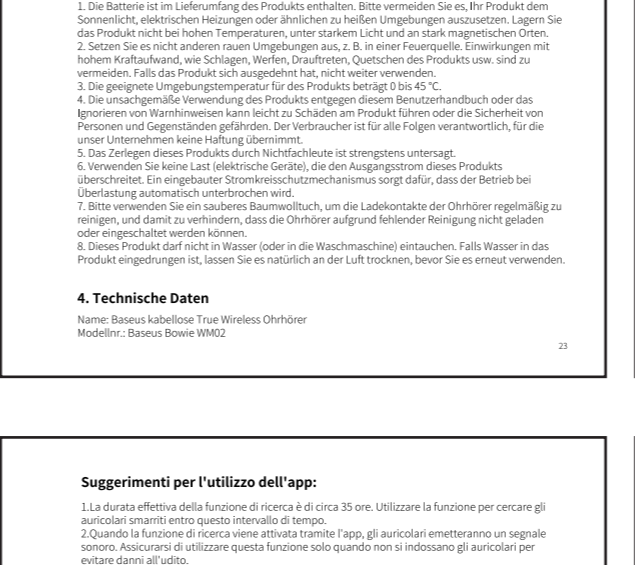 1. Die Batterie ist im Lieferumfang des Produkts enthalten. Bitte vermeiden Sie es, Ihr Produkt dem
Sonnenlicht, elektrischen Heizungen oder ähnlichen zu heißen Umgebungen auszusetzen. Lagern Sie
das Produkt nicht bei hohen Temperaturen, unter starkem Licht und an stark magnetischen Orten.
2. Setzen Sie es nicht anderen rauen Umgebungen aus, z. B. in einer Feuerquelle. Einwirkungen mit
hohem Kraftaufwand, wie Schlagen, Werfen, Drauftreten, Quetschen des Produkts usw. sind zu
vermeiden. Falls das Produkt sich ausgedehnt hat, nicht weiter verwenden.
3. Die geeignete Umgebungstemperatur für des Produkts beträgt 0 bis 45 °C.
4. Die unsachgemäße Verwendung des Produkts entgegen diesem Benutzerhandbuch oder das
Ignorieren von Warnhinweisen kann leicht zu Schäden am Produkt führen oder die Sicherheit von
Personen und Gegenständen gefährden. Der Verbraucher ist für alle Folgen verantwortlich, für die
unser Unternehmen keine Haftung übernimmt.
5. Das Zerlegen dieses Produkts durch Nichtfachleute ist strengstens untersagt.
6. Verwenden Sie keine Last (elektrische Geräte), die den Ausgangsstrom dieses Produkts
überschreitet. Ein eingebauter Stromkreisschutzmechanismus sorgt dafür, dass der Betrieb bei
Überlastung automatisch unterbrochen wird.
7. Bitte verwenden Sie ein sauberes Baumwolltuch, um die Ladekontakte der Ohrhörer regelmäßig zu
reinigen, und damit zu verhindern, dass die Ohrhörer aufgrund fehlender Reinigung nicht geladen
oder eingeschaltet werden können.
8. Dieses Produkt darf nicht in Wasser (oder in die Waschmaschine) eintauchen. Falls Wasser in das
Produkt eingedrungen ist, lassen Sie es natürlich an der Luft trocknen, bevor Sie es erneut verwenden.
4. Technische Daten
Name: Baseus kabellose True Wireless Ohrhörer
Modellnr.: Baseus Bowie WM02
23
Suggerimenti per l'utilizzo dell'app:
1.La durata effettiva della funzione di ricerca è di circa 35 ore. Utilizzare la funzione per cercare gli
auricolari smarriti entro questo intervallo di tempo.
2.Quando la funzione di ricerca viene attivata tramite l'app, gli auricolari emetteranno un segnale
sonoro. Assicurarsi di utilizzare questa funzione solo quando non si indossano gli auricolari per
evitare danni all'udito.